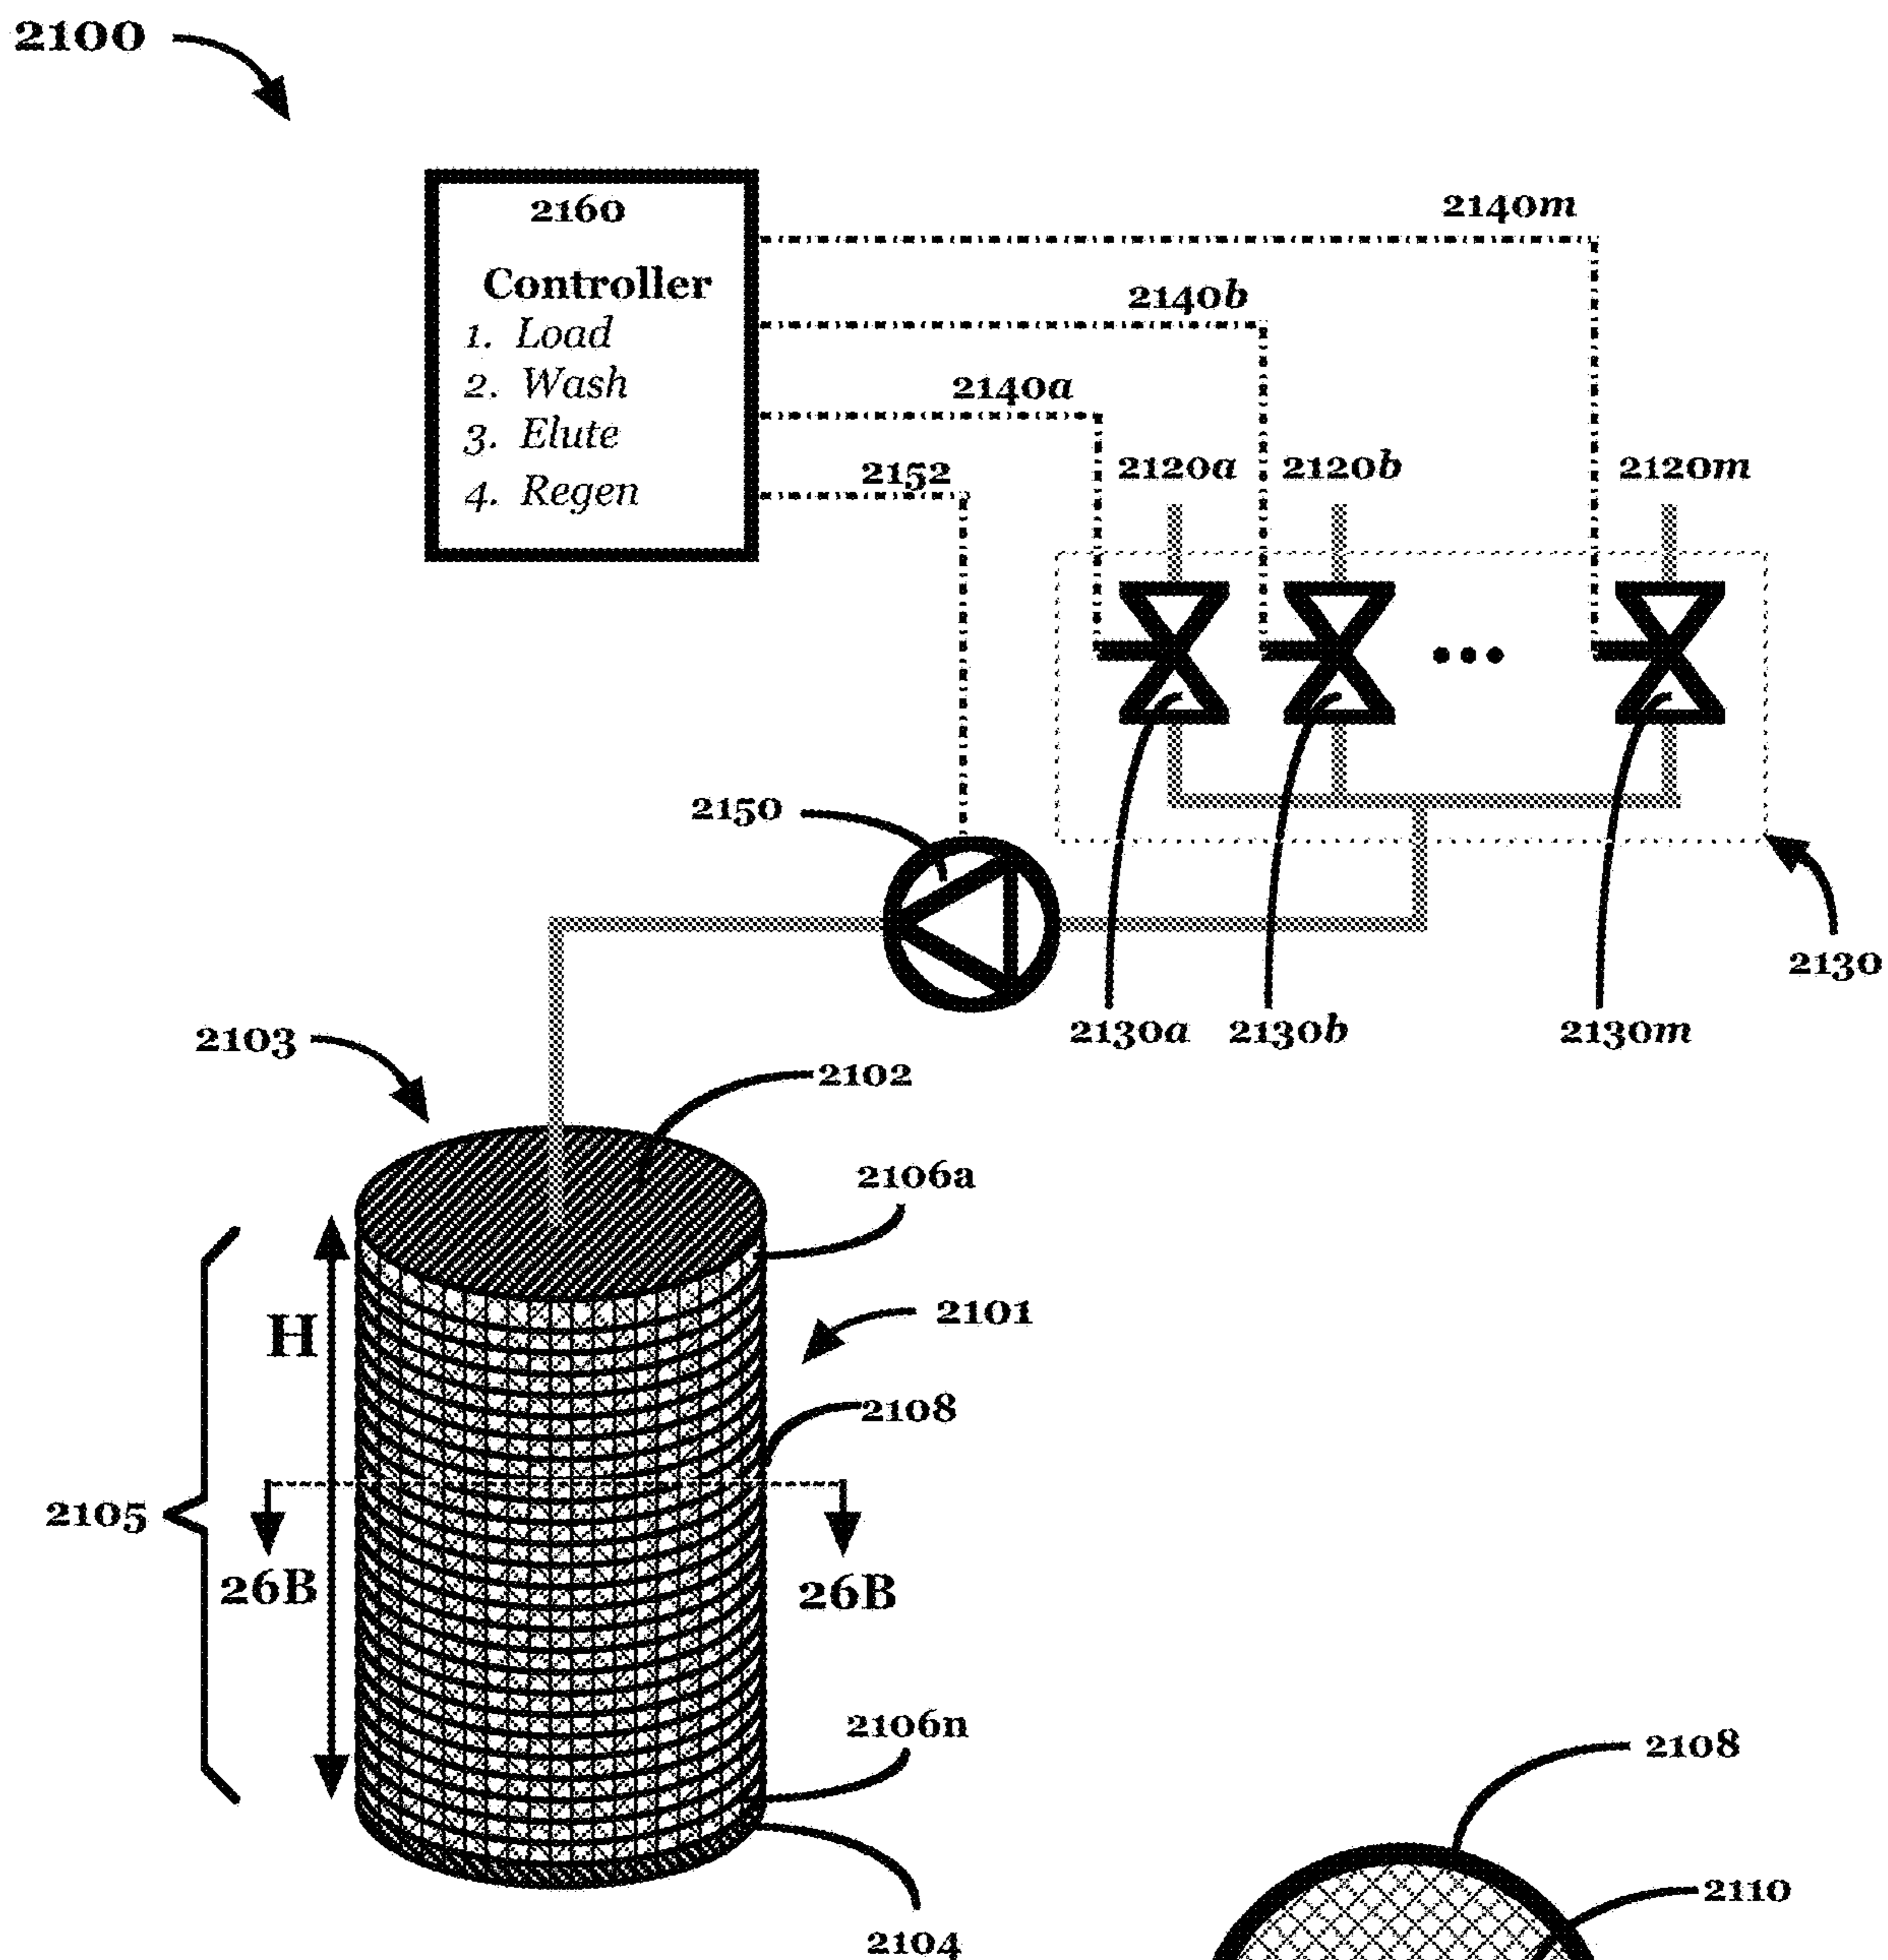 2100
2160
Controller
1. Load
2. Wash
3. Elute
4. Regen
2140m
2140b
2140a
2152
2120a 2120b 2120m
2150
2130
2130a 2130b 2130m
2103
2102
2106a
H
2101
2108
2105
26B 26B
2106n
2104
2108
2110